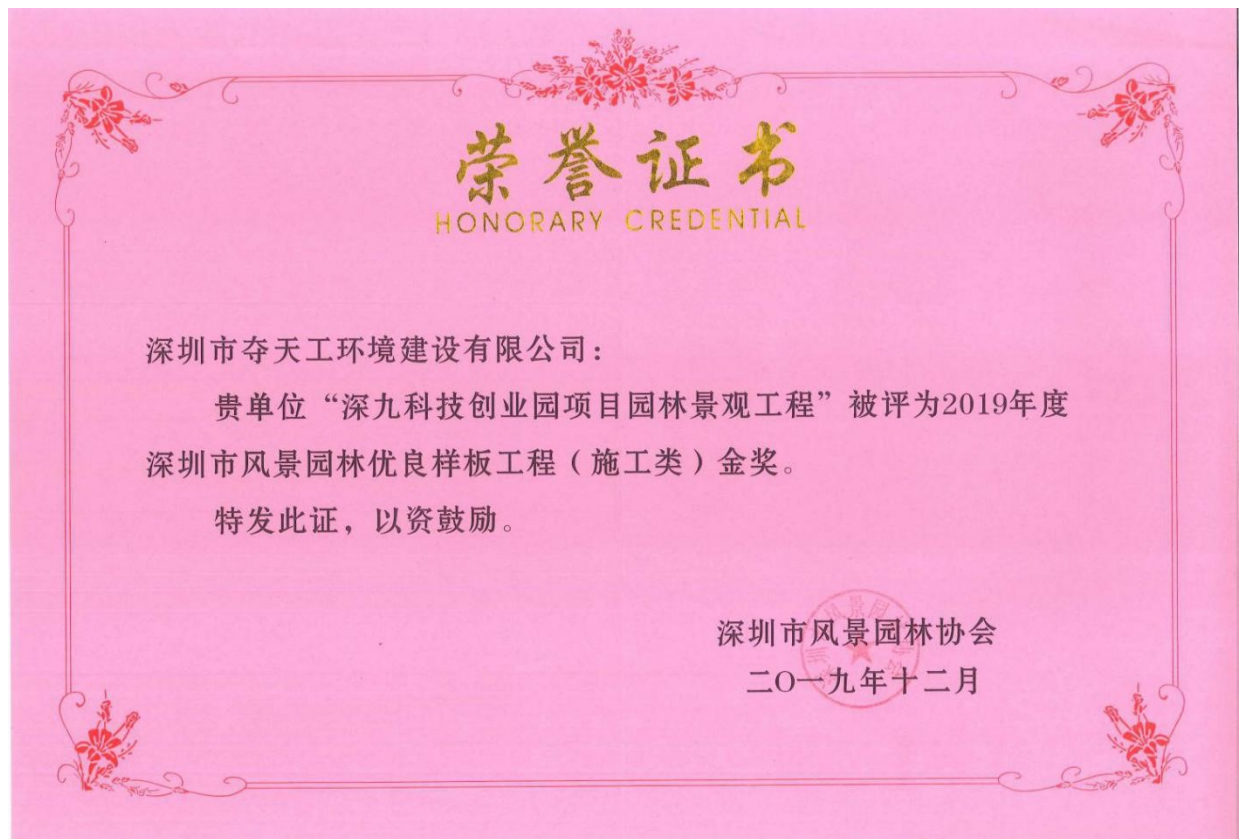 荣誉证书
HONORARY CREDENTIAL
深圳市夺天工环境建设有限公司：
贵单位“深九科技创业园项目园林景观工程”被评为2019年度
深圳市风景园林优良样板工程（施工类）金奖。
特发此证，以资鼓励。
深圳市风景园林协会
二O一九年十二月